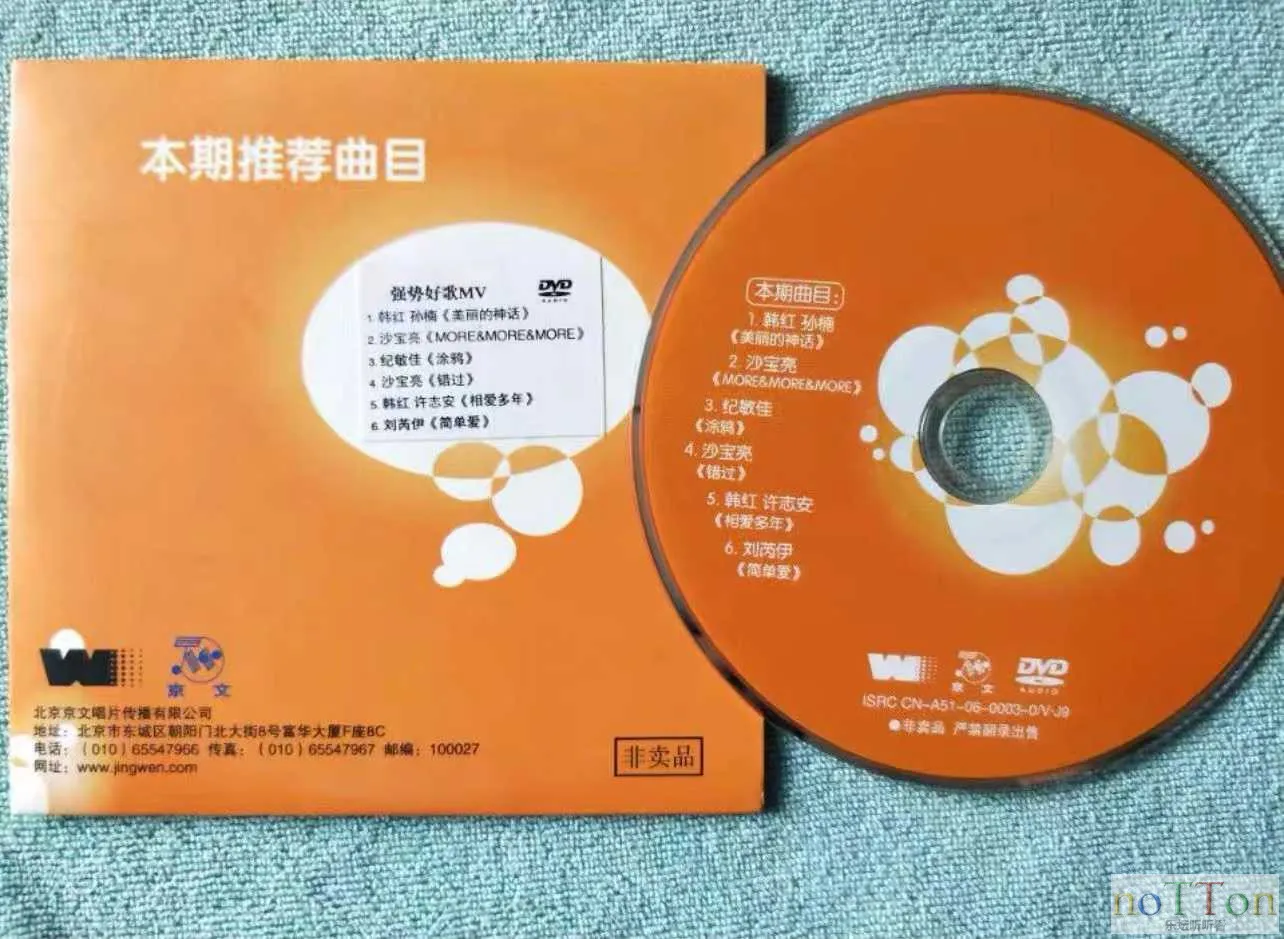 本期推荐曲目
强势好歌MV
DVD
AUDIO
1. 韩红 孙楠《美丽的神话》
2. 沙宝亮《MORE&MORE&MORE》
3. 纪敏佳《涂鸦》
4. 沙宝亮《错过》
5. 韩红 许志安《相爱多年》
6. 刘芮伊《简单爱》
京 文
北京京文唱片传播有限公司
地址：北京市东城区朝阳门北大街8号富华大厦F座8C
电话：（010）65547966 传真：（010）65547967 邮编：100027
网址：www.jingwen.com
非卖品
本期曲目：
1. 韩红 孙楠
《美丽的神话》
2. 沙宝亮
《MORE&MORE&MORE》
3. 纪敏佳
《涂鸦》
4. 沙宝亮
《错过》
5. 韩红 许志安
《相爱多年》
6. 刘芮伊
《简单爱》
京 文
DVD
AUDIO
ISRC CN-A51-06-0003-0/V·J9
●非卖品 严禁翻录出售
noTTon
乐坛听听看